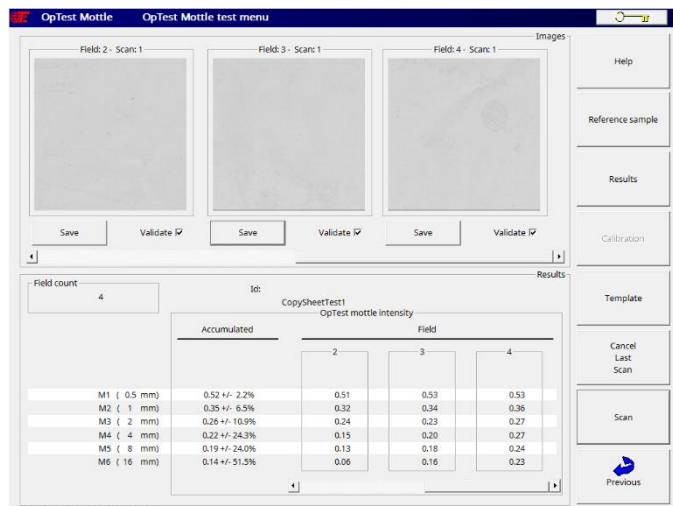 OpTest Mottle OpTest Mottle test menu
Images
Field: 2 - Scan: 1 Field: 3 - Scan: 1 Field: 4 - Scan: 1
Save Validate Save Validate Save Validate
Help
Reference sample
Results
Calibration
Template
Cancel
Last
Scan
Scan
Previous
Results
Field count
4
Id:
CopySheetTest1
OpTest mottle intensity
Accumulated Field
2 3 4
M1 ( 0.5 mm) 0.52 +/- 2.2% 0.51 0.53 0.53
M2 ( 1 mm) 0.35 +/- 6.5% 0.32 0.34 0.36
M3 ( 2 mm) 0.26 +/- 10.9% 0.24 0.23 0.27
M4 ( 4 mm) 0.22 +/- 24.3% 0.15 0.20 0.27
M5 ( 8 mm) 0.19 +/- 24.0% 0.13 0.18 0.24
M6 ( 16 mm) 0.14 +/- 51.5% 0.06 0.16 0.23